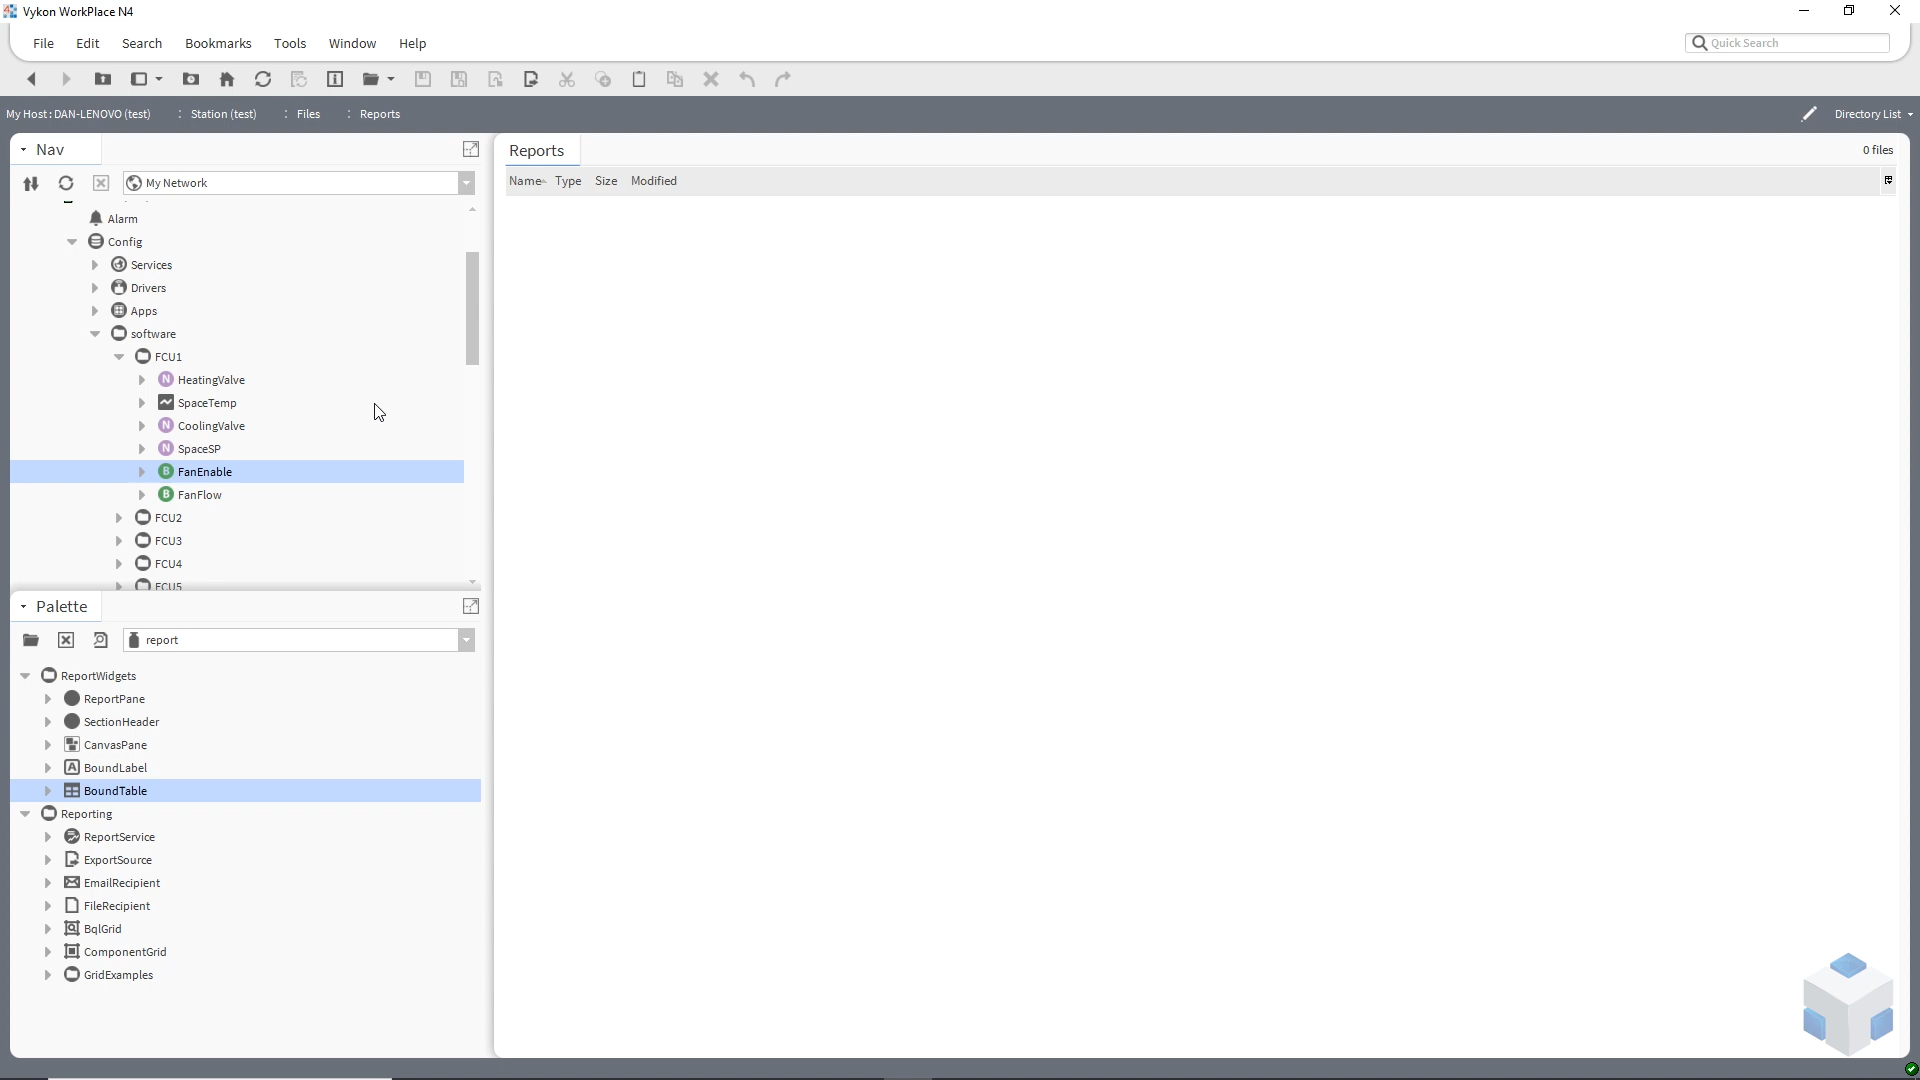 Vykon WorkPlace N4
File Edit Search Bookmarks Tools Window Help
Quick Search
My Host : DAN-LENOVO (test) : Station (test) : Files : Reports
Directory List
Nav
My Network
Alarm
Config
Services
Drivers
Apps
software
FCU1
HeatingValve
SpaceTemp
CoolingValve
SpaceSP
FanEnable
FanFlow
FCU2
FCU3
FCU4
FCU5
Palette
report
ReportWidgets
ReportPane
SectionHeader
CanvasPane
BoundLabel
BoundTable
Reporting
ReportService
ExportSource
EmailRecipient
FileRecipient
BqlGrid
ComponentGrid
GridExamples
Reports
0 files
Name Type Size Modified